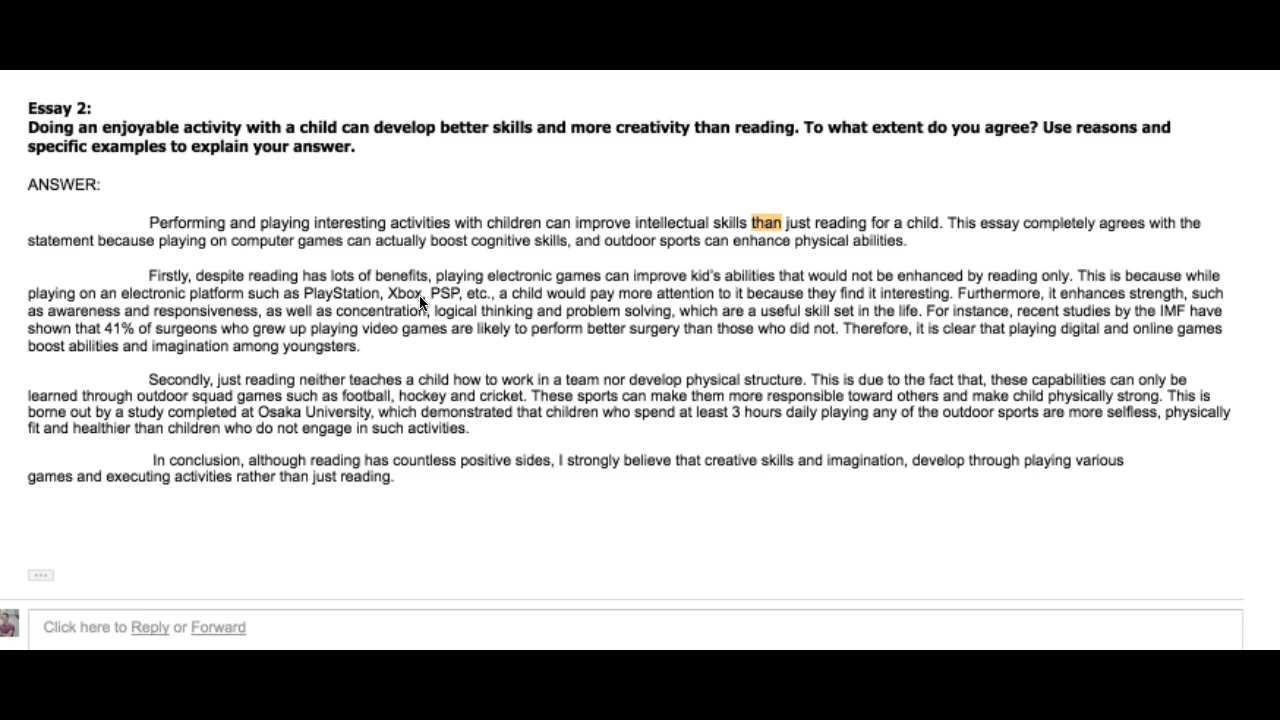 Essay 2:
Doing an enjoyable activity with a child can develop better skills and more creativity than reading. To what extent do you agree? Use reasons and
specific examples to explain your answer.
ANSWER:
Performing and playing interesting activities with children can improve intellectual skills than just reading for a child. This essay completely agrees with the
statement because playing on computer games can actually boost cognitive skills, and outdoor sports can enhance physical abilities.
Firstly, despite reading has lots of benefits, playing electronic games can improve kid's abilities that would not be enhanced by reading only. This is because while
playing on an electronic platform such as PlayStation, Xbox, PSP, etc., a child would pay more attention to it because they find it interesting. Furthermore, it enhances strength, such
as awareness and responsiveness, as well as concentration, logical thinking and problem solving, which are a useful skill set in the life. For instance, recent studies by the IMF have
shown that 41% of surgeons who grew up playing video games are likely to perform better surgery than those who did not. Therefore, it is clear that playing digital and online games
boost abilities and imagination among youngsters.
Secondly, just reading neither teaches a child how to work in a team nor develop physical structure. This is due to the fact that, these capabilities can only be
learned through outdoor squad games such as football, hockey and cricket. These sports can make them more responsible toward others and make child physically strong. This is
borne out by a study completed at Osaka University, which demonstrated that children who spend at least 3 hours daily playing any of the outdoor sports are more selfless, physically
fit and healthier than children who do not engage in such activities.
In conclusion, although reading has countless positive sides, I strongly believe that creative skills and imagination, develop through playing various
games and executing activities rather than just reading.
Click here to Reply or Forward